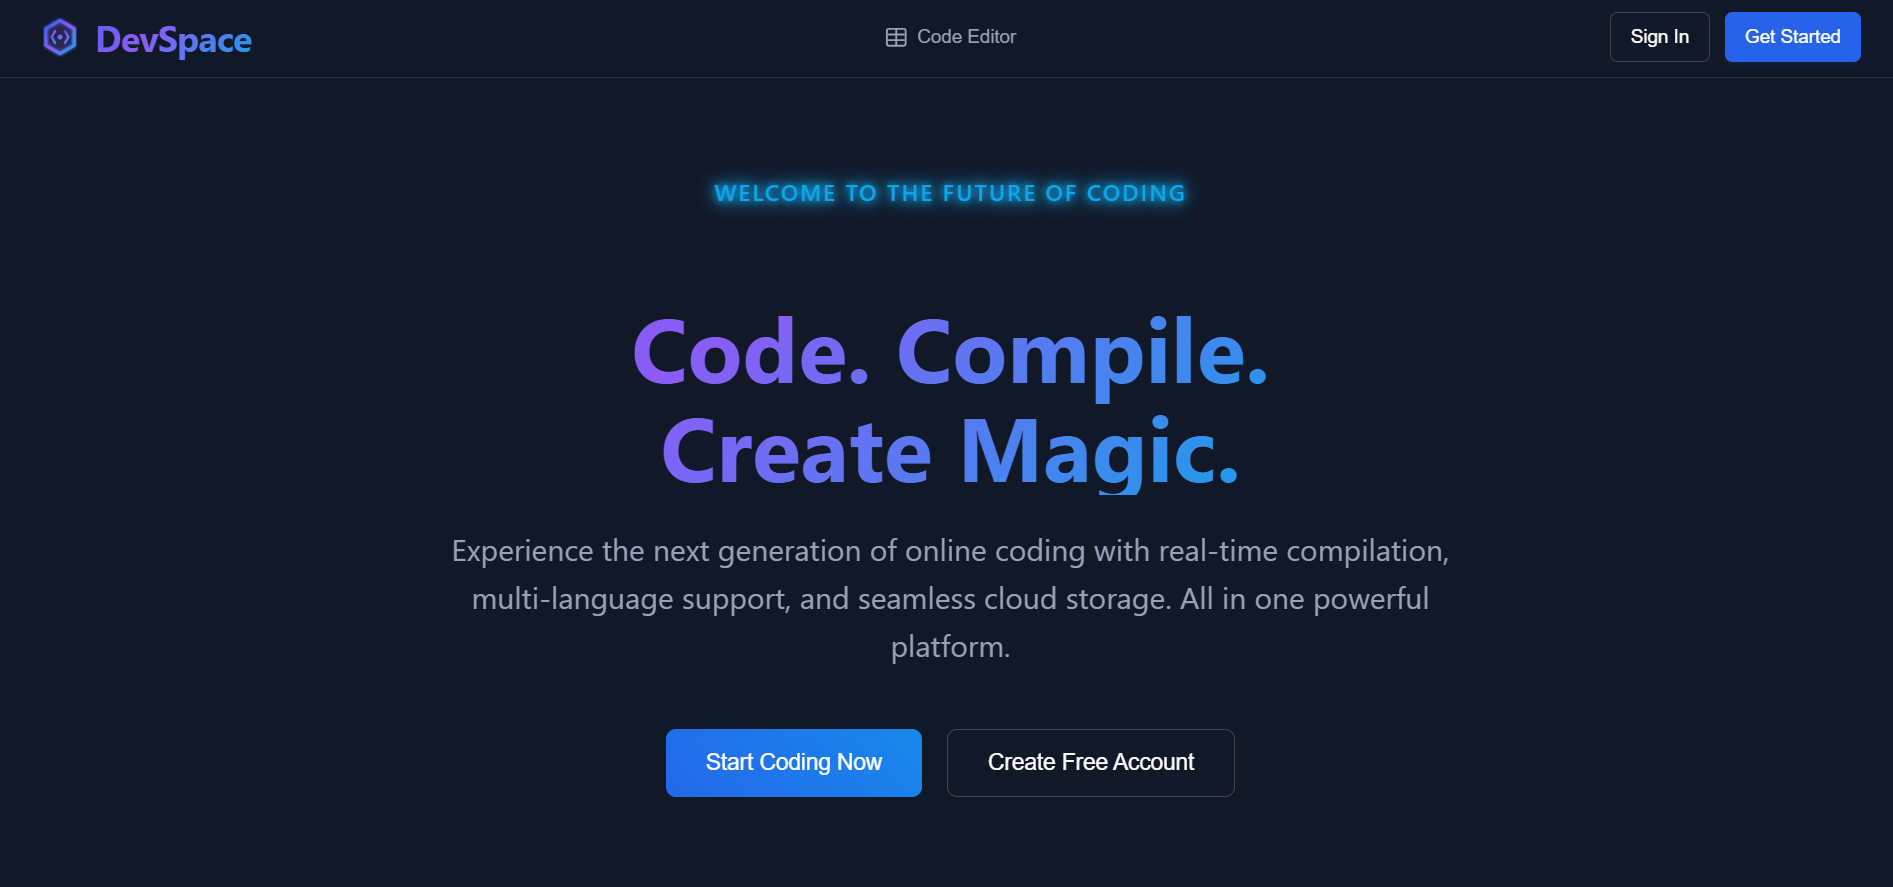 DevSpace
Code Editor
Sign In
Get Started
WELCOME TO THE FUTURE OF CODING
Code. Compile.
Create Magic.
Experience the next generation of online coding with real-time compilation,
multi-language support, and seamless cloud storage. All in one powerful
platform.
Start Coding Now
Create Free Account